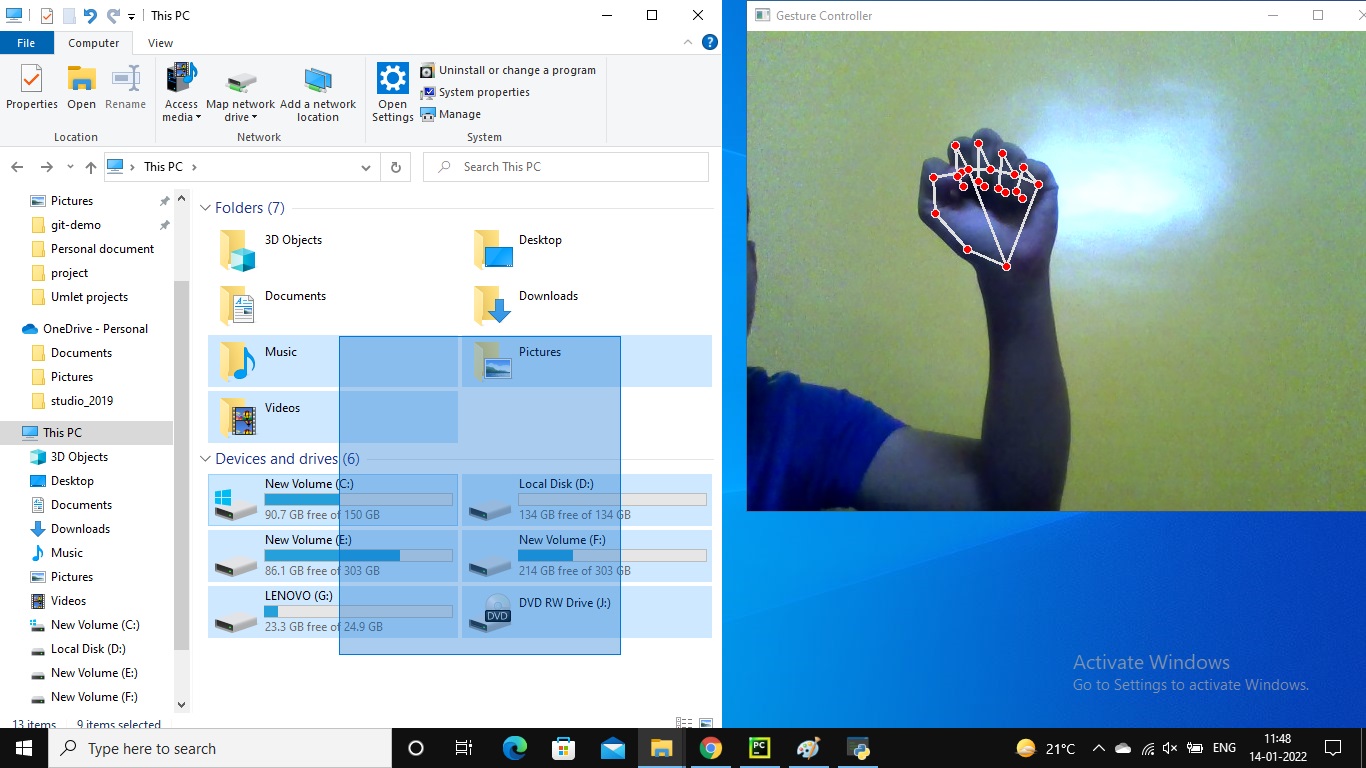 This PC
File
Computer
View
Properties
Open
Rename
Access media
Map network drive
Add a network location
Open Settings
Uninstall or change a program
System properties
Manage
Location
Network
System
This PC
Search This PC
Pictures
git-demo
Personal document
project
Umlet projects
OneDrive - Personal
Documents
Pictures
studio_2019
This PC
3D Objects
Desktop
Documents
Downloads
Music
Pictures
Videos
New Volume (C:)
Local Disk (D:)
New Volume (E:)
New Volume (F:)
Folders (7)
3D Objects
Desktop
Documents
Downloads
Music
Pictures
Videos
Devices and drives (6)
New Volume (C:)
90.7 GB free of 150 GB
Local Disk (D:)
134 GB free of 134 GB
New Volume (E:)
86.1 GB free of 303 GB
New Volume (F:)
214 GB free of 303 GB
LENOVO (G:)
23.3 GB free of 24.9 GB
DVD
DVD RW Drive (J:)
13 items
9 items selected
Gesture Controller
Activate Windows
Go to Settings to activate Windows.
Type here to search
PC
21°C
ENG
11:48
14-01-2022